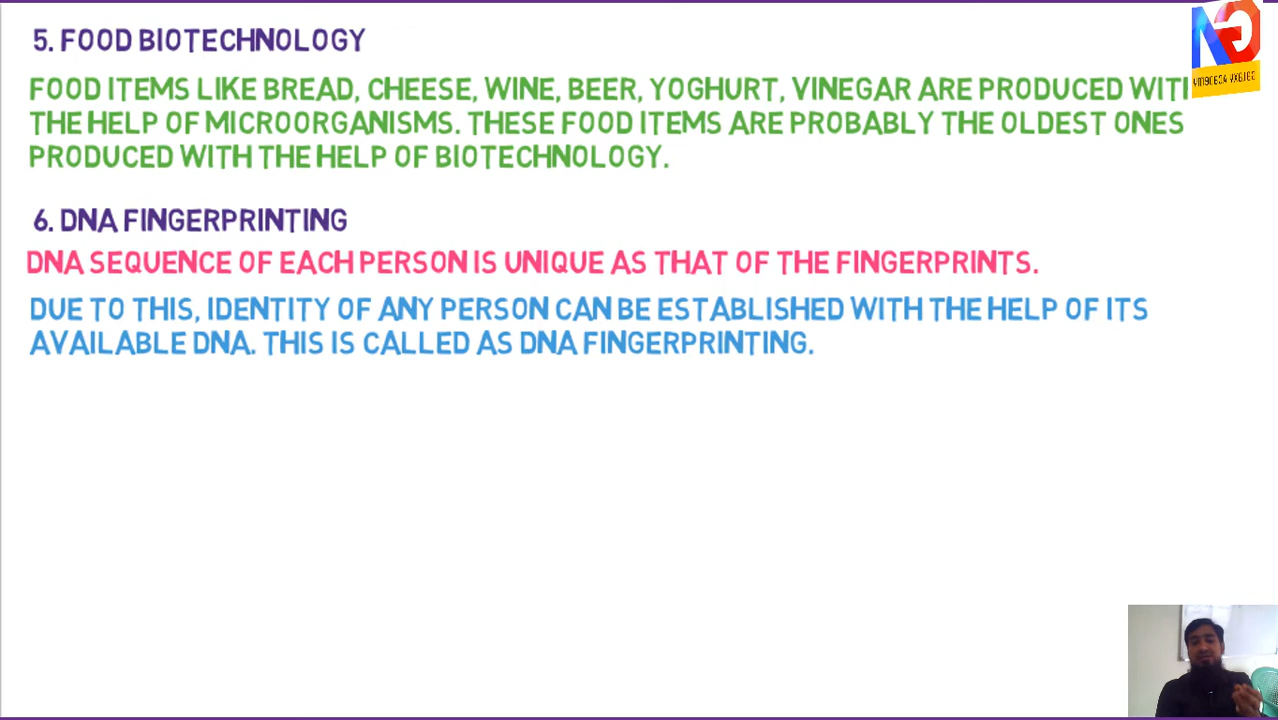 5. FOOD BIOTECHNOLOGY
FOOD ITEMS LIKE BREAD, CHEESE, WINE, BEER, YOGHURT, VINEGAR ARE PRODUCED WITH
THE HELP OF MICROORGANISMS. THESE FOOD ITEMS ARE PROBABLY THE OLDEST ONES
PRODUCED WITH THE HELP OF BIOTECHNOLOGY.
6. DNA FINGERPRINTING
DNA SEQUENCE OF EACH PERSON IS UNIQUE AS THAT OF THE FINGERPRINTS.
DUE TO THIS, IDENTITY OF ANY PERSON CAN BE ESTABLISHED WITH THE HELP OF ITS
AVAILABLE DNA. THIS IS CALLED AS DNA FINGERPRINTING.